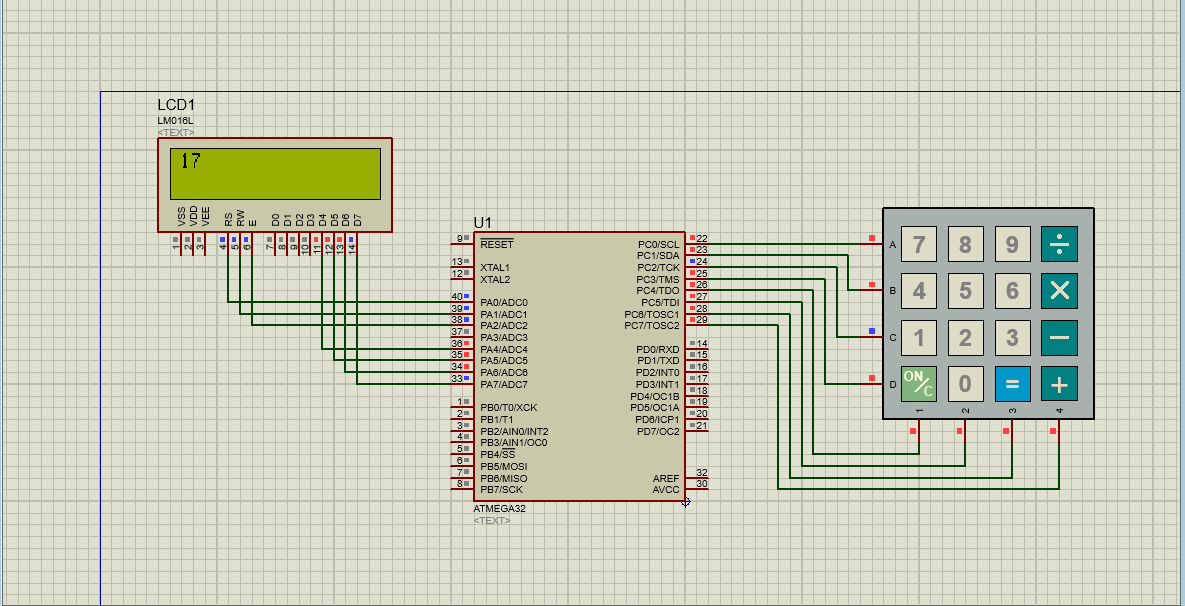 LCD1
LM016L
<TEXT>
17
VSS VDD VEE RS RW E D0 D1 D2 D3 D4 D5 D6 D7
1 2 3 4 5 6 7 8 9 10 11 12 13 14
U1
9 RESET
13 XTAL1
12 XTAL2
40 PA0/ADC0
39 PA1/ADC1
38 PA2/ADC2
37 PA3/ADC3
36 PA4/ADC4
35 PA5/ADC5
34 PA6/ADC6
33 PA7/ADC7
1 PB0/T0/XCK
2 PB1/T1
3 PB2/AIN0/INT2
4 PB3/AIN1/OC0
5 PB4/SS
6 PB5/MOSI
7 PB6/MISO
8 PB7/SCK
PC0/SCL 22
PC1/SDA 23
PC2/TCK 24
PC3/TMS 25
PC4/TDO 26
PC5/TDI 27
PC6/TOSC1 28
PC7/TOSC2 29
PD0/RXD 14
PD1/TXD 15
PD2/INT0 16
PD3/INT1 17
PD4/OC1B 18
PD5/OC1A 19
PD6/ICP1 20
PD7/OC2 21
AREF 32
AVCC 30
ATMEGA32
<TEXT>
A 7 8 9 ÷
B 4 5 6 ×
C 1 2 3 −
D ON/C 0 = +
1 2 3 4